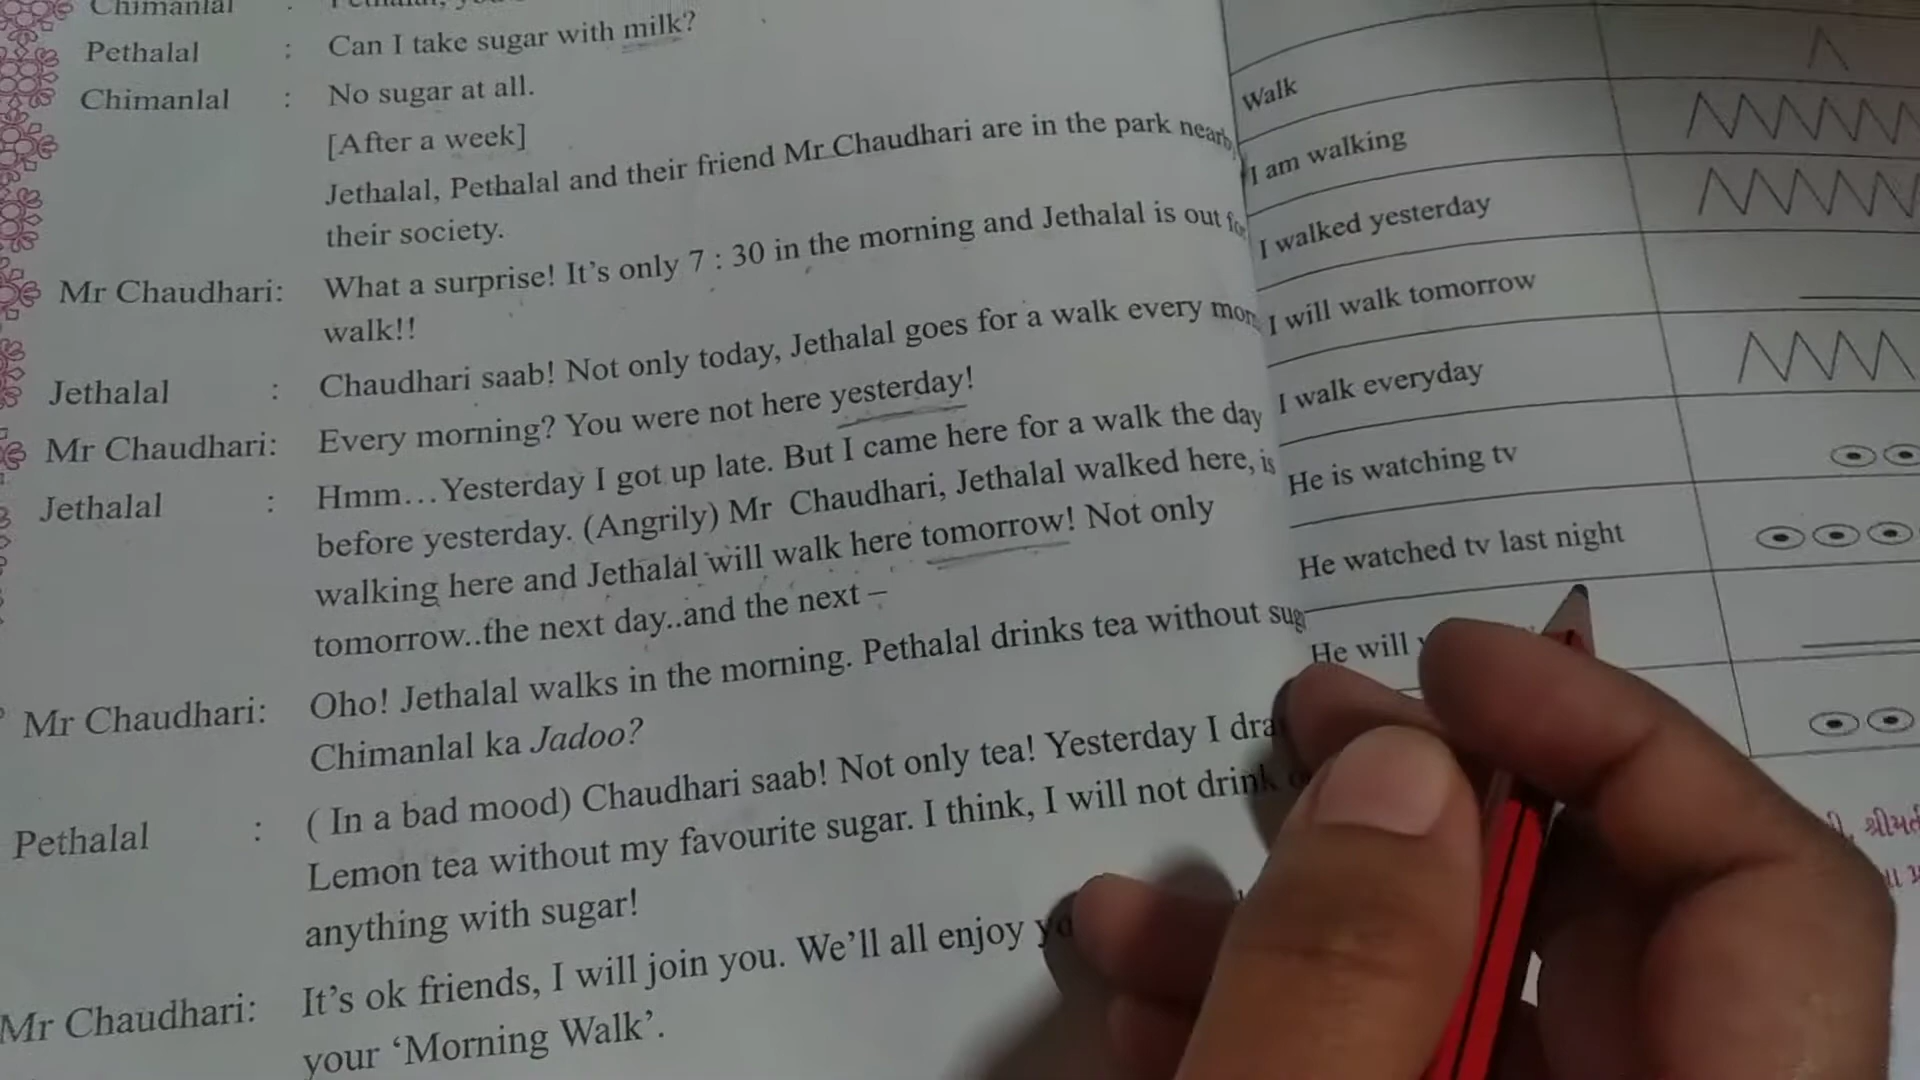 Chimanlal :
Pethalal : Can I take sugar with milk?
Chimanlal : No sugar at all.
[After a week]
Jethalal, Pethalal and their friend Mr Chaudhari are in the park
their society.
Mr Chaudhari: What a surprise! It's only 7 : 30 in the morning and Jethalal is out
walk!!
Jethalal : Chaudhari saab! Not only today, Jethalal goes for a walk every
Mr Chaudhari: Every morning? You were not here yesterday!
Jethalal : Hmm...Yesterday I got up late. But I came here for a walk the day
before yesterday. (Angrily) Mr Chaudhari, Jethalal walked here, is
walking here and Jethalal will walk here tomorrow! Not only
tomorrow..the next day..and the next –
Mr Chaudhari: Oho! Jethalal walks in the morning. Pethalal drinks tea without
Chimanlal ka Jadoo?
Pethalal : ( In a bad mood) Chaudhari saab! Not only tea! Yesterday I
Lemon tea without my favourite sugar. I think, I will not drink
anything with sugar!
Mr Chaudhari: It's ok friends, I will join you. We'll all enjoy
your 'Morning Walk'.
Walk
I am walking
I walked yesterday
I will walk tomorrow
I walk everyday
He is watching tv
He watched tv last night
He will